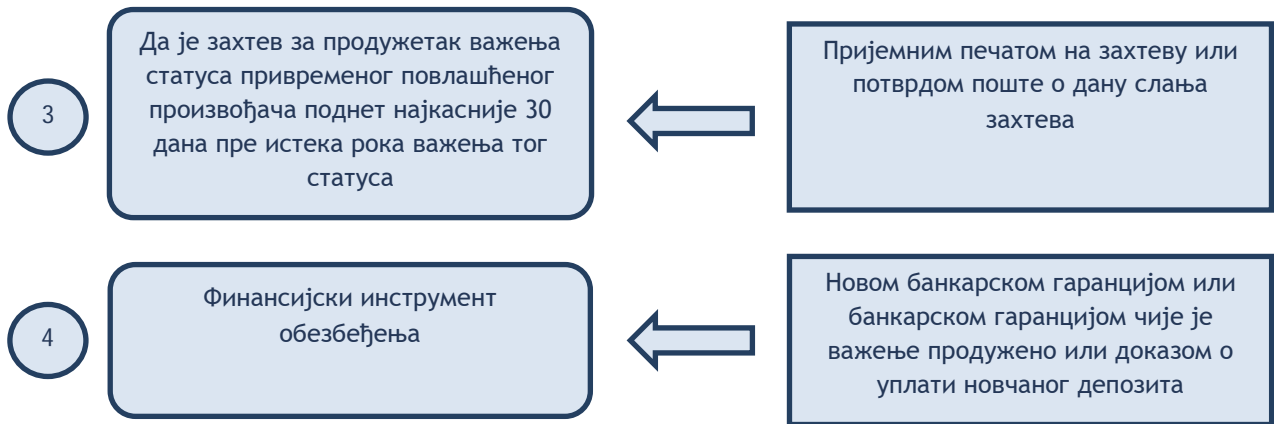 3
Да је захтев за продужетак важења
статуса привременог повлашћеног
произвођача поднет најкасније 30
дана пре истека рока важења тог
статуса
Пријемним печатом на захтеву или
потврдом поште о дану слања
захтева
4
Финансијски инструмент
обезбеђења
Новом банкарском гаранцијом или
банкарском гаранцијом чије је
важење продужено или доказом о
уплати новчаног депозита